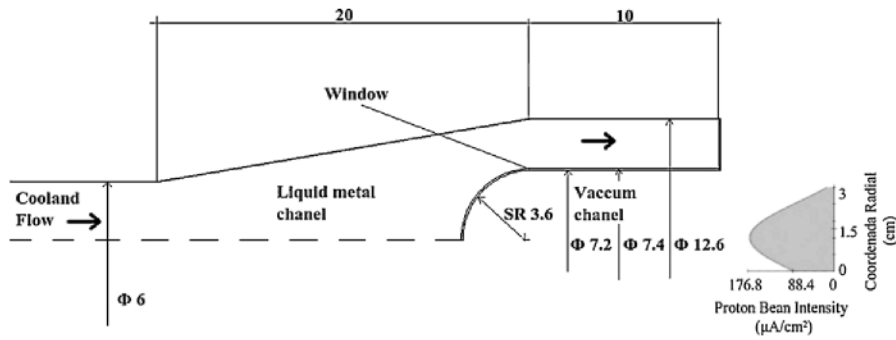 20
10
Window
Cooland
Flow
Liquid metal
chanel
SR 3.6
Vaccum
chanel
Φ 7.2
Φ 7.4
Φ 12.6
Φ 6
3
1.5
0
Coordenada Radial
(cm)
176.8
88.4
0
Proton Bean Intensity
(µA/cm²)